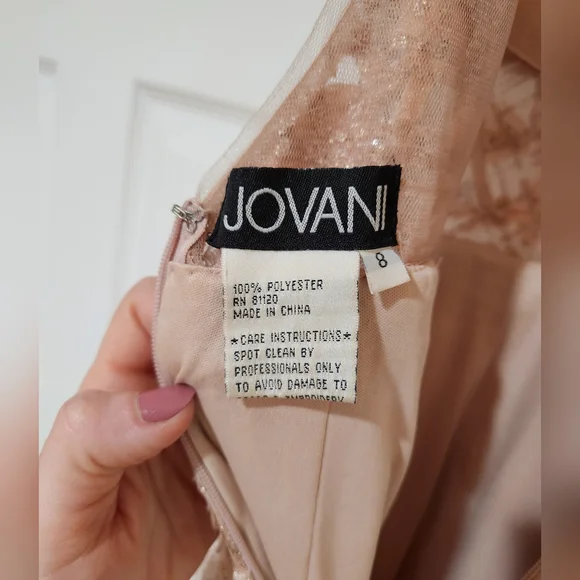 JOVANI
8
100% POLYESTER
RN 81120
MADE IN CHINA
*CARE INSTRUCTIONS*
SPOT CLEAN BY
PROFESSIONALS ONLY
TO AVOID DAMAGE TO
& EMBROIDERY